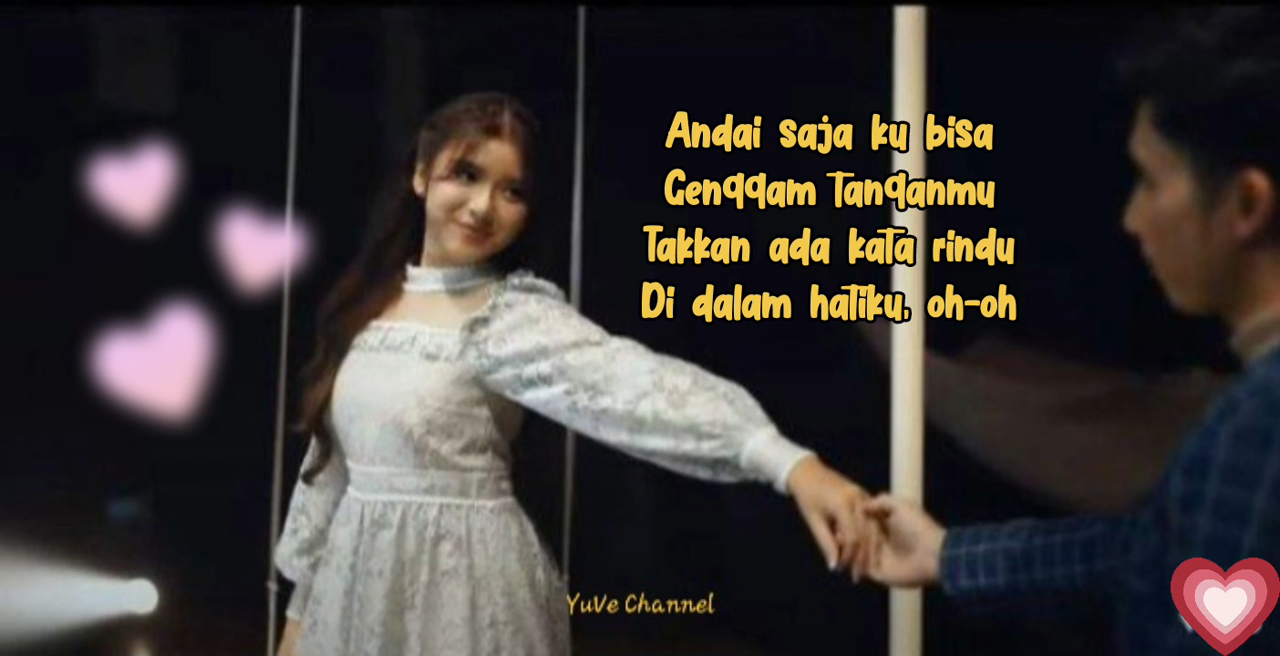 Andai saja ku bisa
Genggam tanganmu
Takkan ada kata rindu
Di dalam hatiku, oh-oh
YuVe Channel